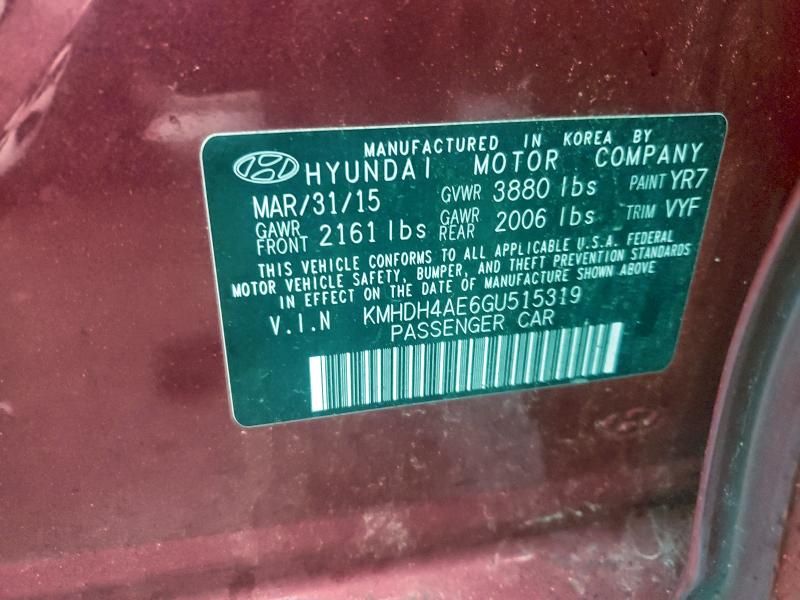 MANUFACTURED IN KOREA BY
HYUNDAI MOTOR COMPANY
MAR/31/15 GVWR 3880 lbs PAINT YR7
GAWR FRONT 2161 lbs GAWR REAR 2006 lbs TRIM VYF
THIS VEHICLE CONFORMS TO ALL APPLICABLE U.S.A. FEDERAL
MOTOR VEHICLE SAFETY, BUMPER, AND THEFT PREVENTION STANDARDS
IN EFFECT ON THE DATE OF MANUFACTURE SHOWN ABOVE
V.I.N KMHDH4AE6GU515319
PASSENGER CAR